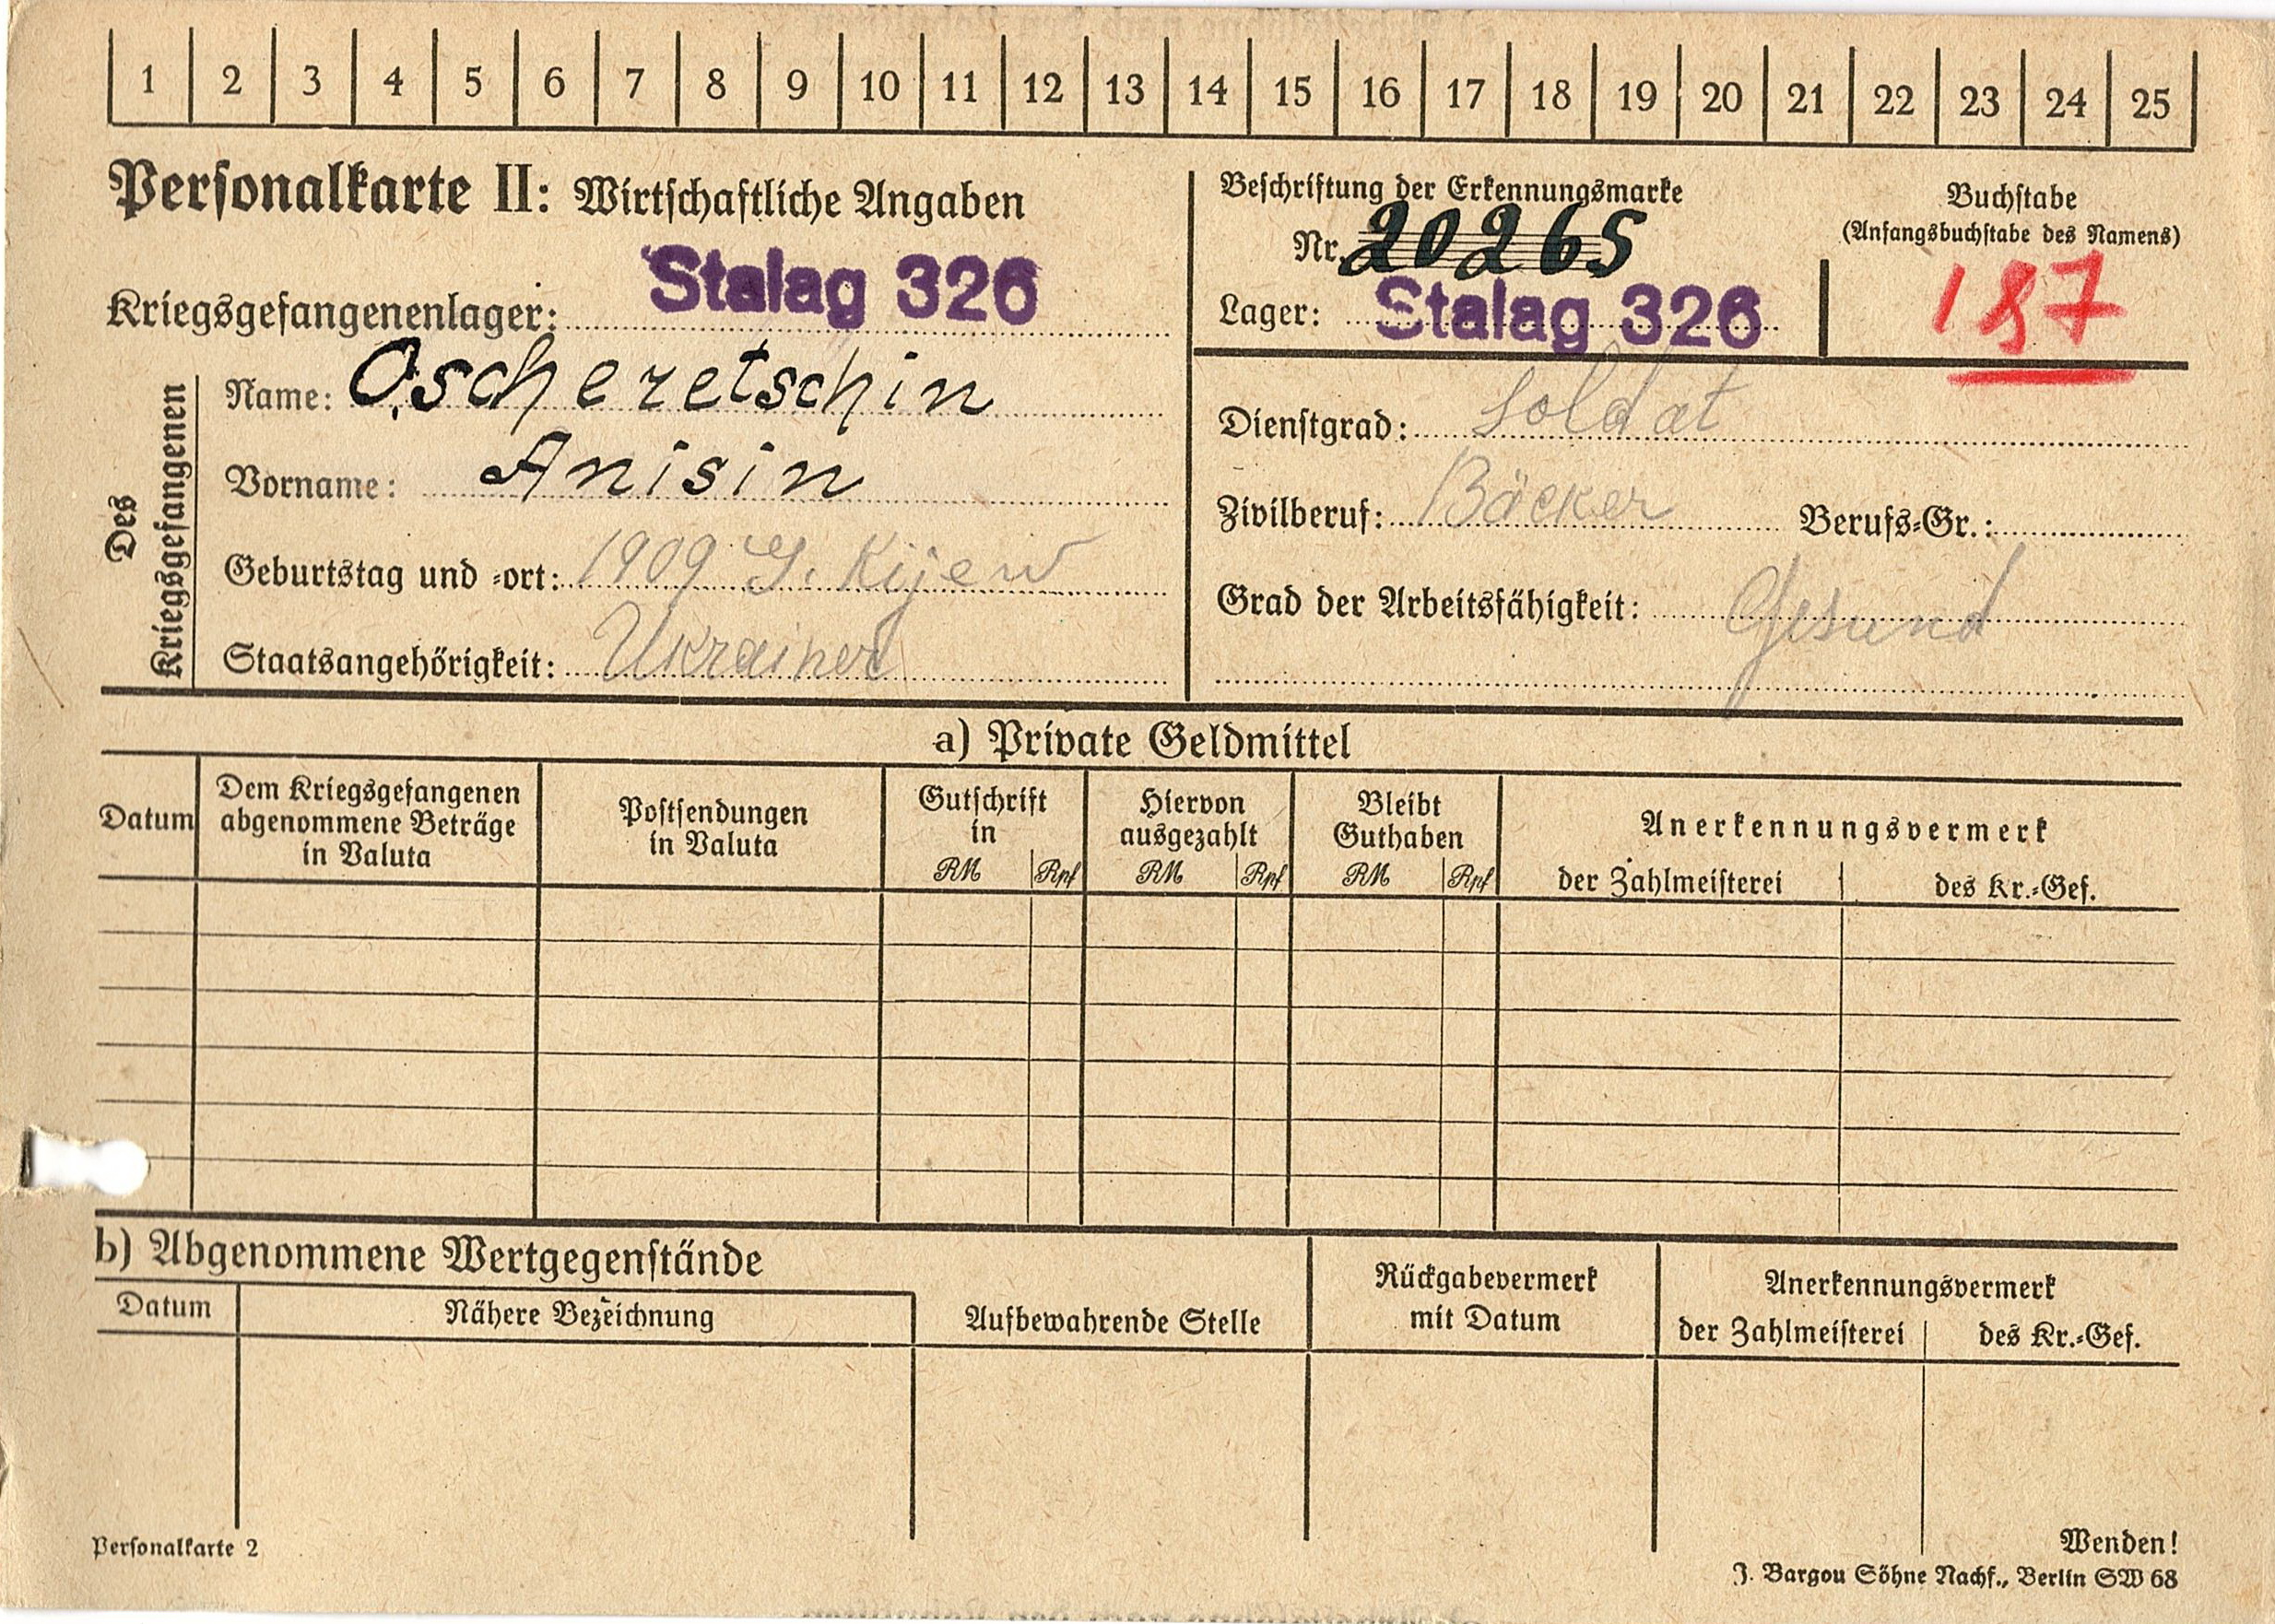 1 2 3 4 5 6 7 8 9 10 11 12 13 14 15 16 17 18 19 20 21 22 23 24 25
Personalkarte II: Wirtschaftliche Angaben
Kriegsgefangenenlager: Stalag 326
Des Kriegsgefangenen
Name: Oscheretschin
Vorname: Anisin
Geburtstag und -ort: 1909 G. Kijew
Staatsangehörigkeit: Ukrainer
Beschriftung der Erkennungsmarke
Nr. 20265
Lager: Stalag 326
Buchstabe
(Anfangsbuchstabe des Namens)
187
Dienstgrad: Soldat
Zivilberuf: Bäcker Berufs-Gr.:
Grad der Arbeitsfähigkeit: Gesund
a) Private Geldmittel
Datum
Dem Kriegsgefangenen
abgenommene Beträge
in Valuta
Postsendungen
in Valuta
Gutschrift
in
RM Rpf
Hiervon
ausgezahlt
RM Rpf
Bleibt
Guthaben
RM Rpf
Anerkennungsvermerk
der Zahlmeisterei des Kr.-Gef.
b) Abgenommene Wertgegenstände
Datum Nähere Bezeichnung
Aufbewahrende Stelle
Rückgabevermerk
mit Datum
Anerkennungsvermerk
der Zahlmeisterei des Kr.-Gef.
Personalkarte 2
Wenden!
J. Bargou Söhne Nachf., Berlin SW 68